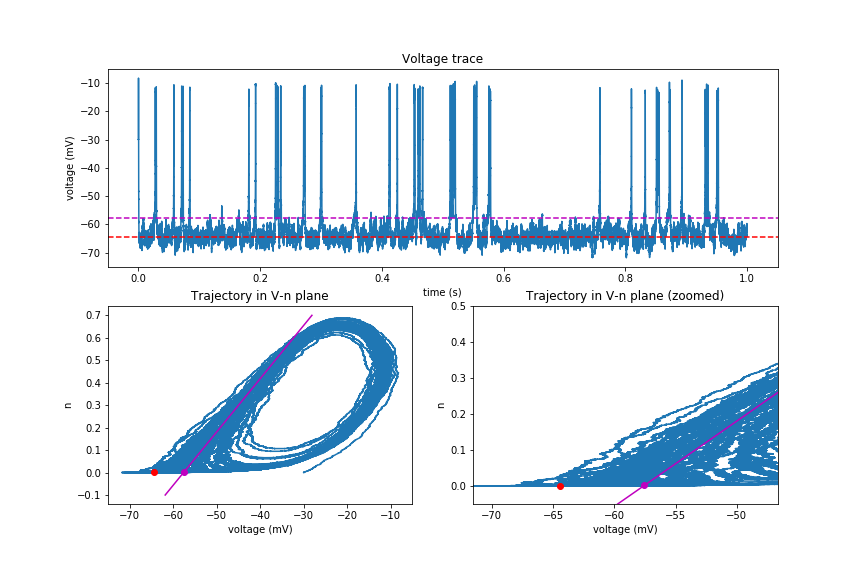 Voltage trace
−10
−20
−30
−40
−50
−60
−70
voltage (mV)
0.0 0.2 0.4 0.6 0.8 1.0
time (s)
Trajectory in V-n plane
0.7
0.6
0.5
0.4
0.3
0.2
0.1
0.0
−0.1
n
−70 −60 −50 −40 −30 −20 −10
voltage (mV)
Trajectory in V-n plane (zoomed)
0.5
0.4
0.3
0.2
0.1
0.0
n
−70 −65 −60 −55 −50
voltage (mV)